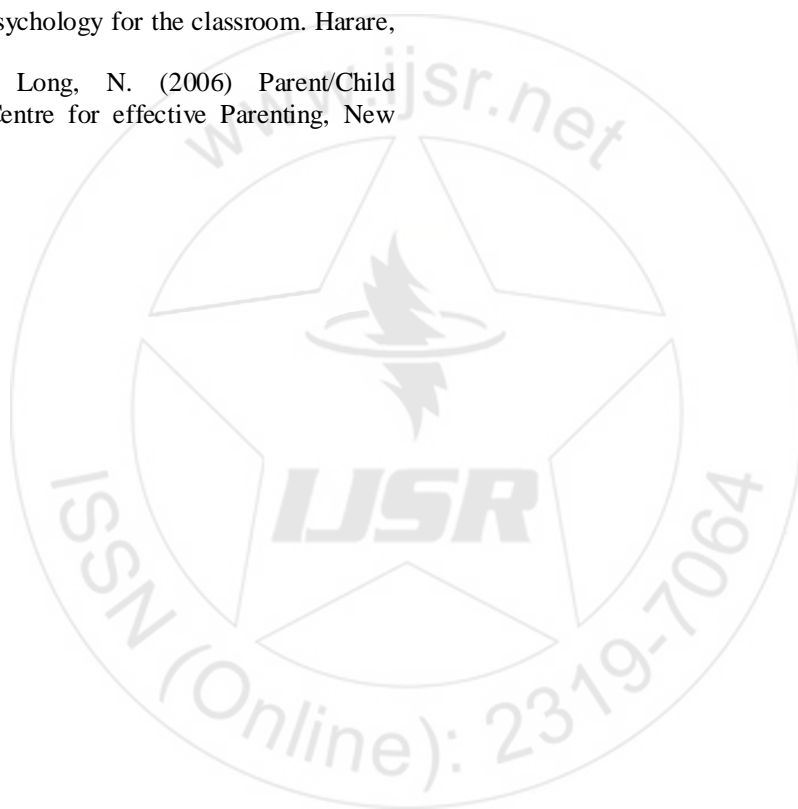 sychology for the classroom. Harare,
Long, N. (2006) Parent/Child
entre for effective Parenting, New
www.ijsr.net
IJSR
ISSN (Online): 2319-7064